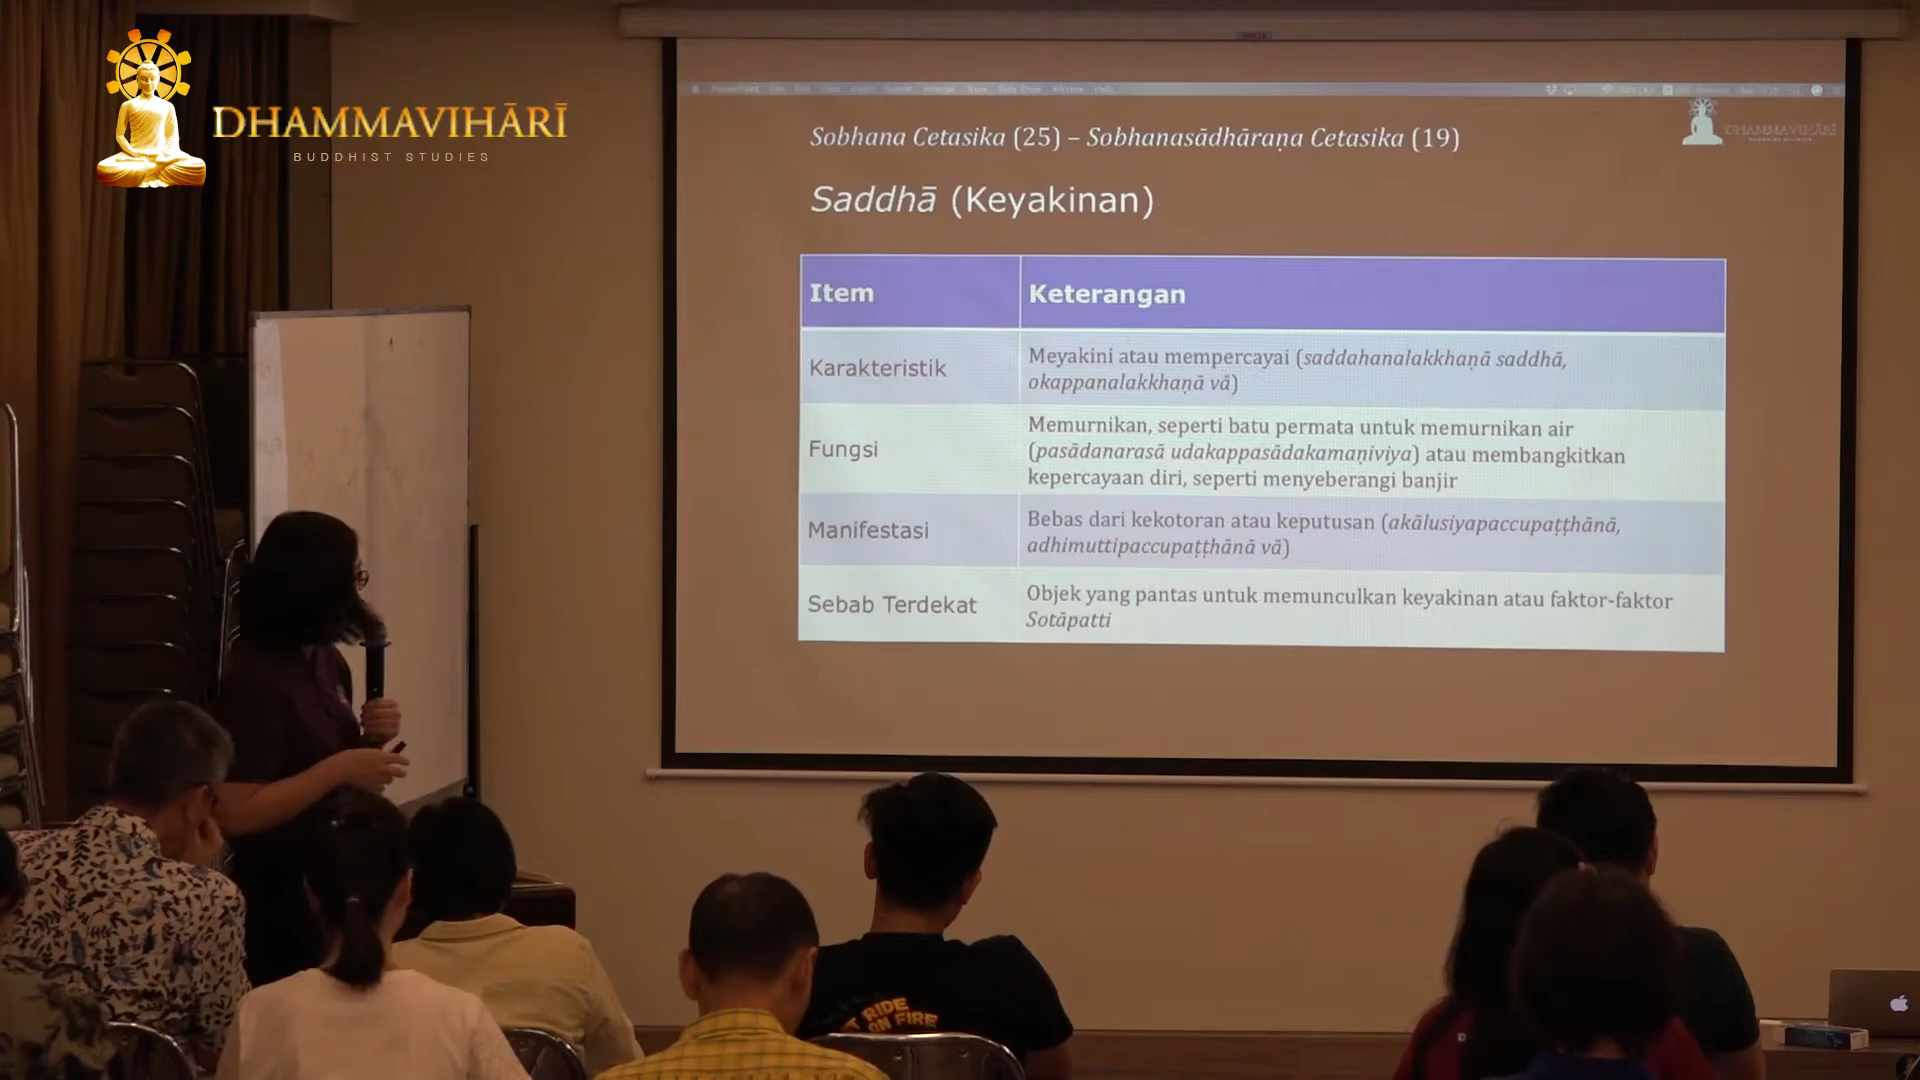 DHAMMAVIHĀRĪ
BUDDHIST STUDIES
Sobhana Cetasika (25) – Sobhanasādhāraṇa Cetasika (19)
DHAMMAVIHĀRĪ
Saddhā (Keyakinan)
Item
Keterangan
Karakteristik
Meyakini atau mempercayai (saddahanalakkhaṇā saddhā,
okappanalakkhaṇā vā)
Fungsi
Memurnikan, seperti batu permata untuk memurnikan air
(pasādanarasā udakappasādakamaṇiviya) atau membangkitkan
kepercayaan diri, seperti menyeberangi banjir
Manifestasi
Bebas dari kekotoran atau keputusan (akālusiyapaccupaṭṭhānā,
adhimuttipaccupaṭṭhānā vā)
Sebab Terdekat
Objek yang pantas untuk memunculkan keyakinan atau faktor-faktor
Sotāpatti
RIDE
ON FIRE